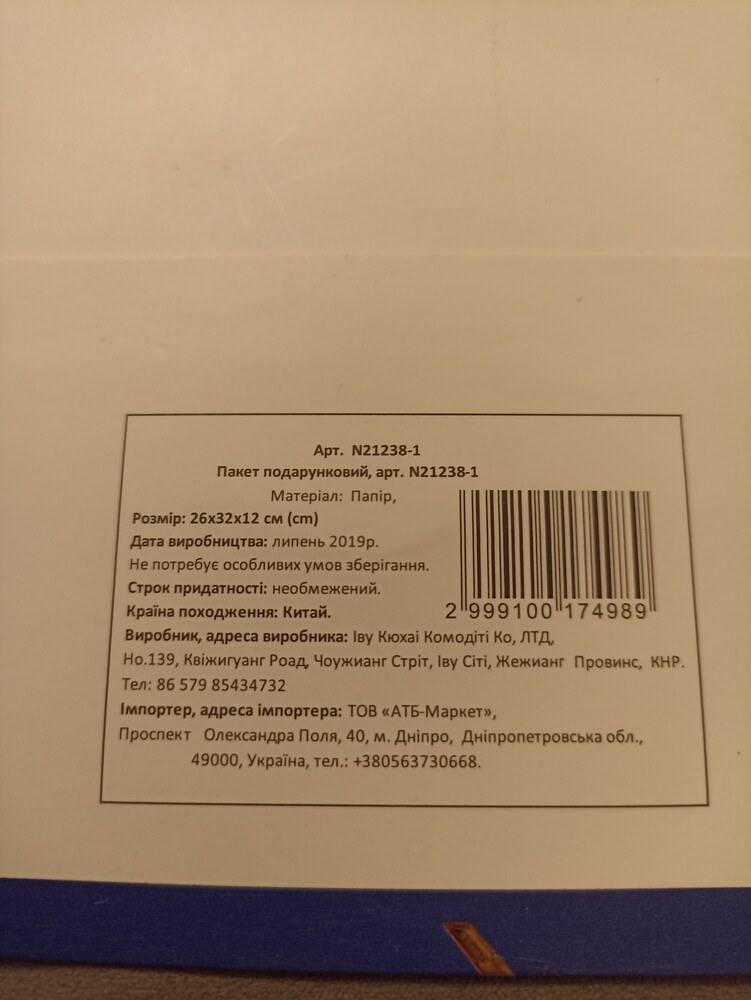 Арт. N21238-1
Пакет подарунковий, арт. N21238-1
Матеріал: Папір,
Розмір: 26х32х12 см (cm)
Дата виробництва: липень 2019р.
Не потребує особливих умов зберігання.
Строк придатності: необмежений.
Країна походження: Китай.
2 999100 174989
Виробник, адреса виробника: Іву Кюхаі Комодіті Ко, ЛТД,
Но.139, Квіжигуанг Роад, Чоужианг Стріт, Іву Сіті, Жежианг Провинс, КНР.
Тел: 86 579 85434732
Імпортер, адреса імпортера: ТОВ «АТБ-Маркет»,
Проспект Олександра Поля, 40, м. Дніпро, Дніпропетровська обл.,
49000, Україна, тел.: +380563730668.